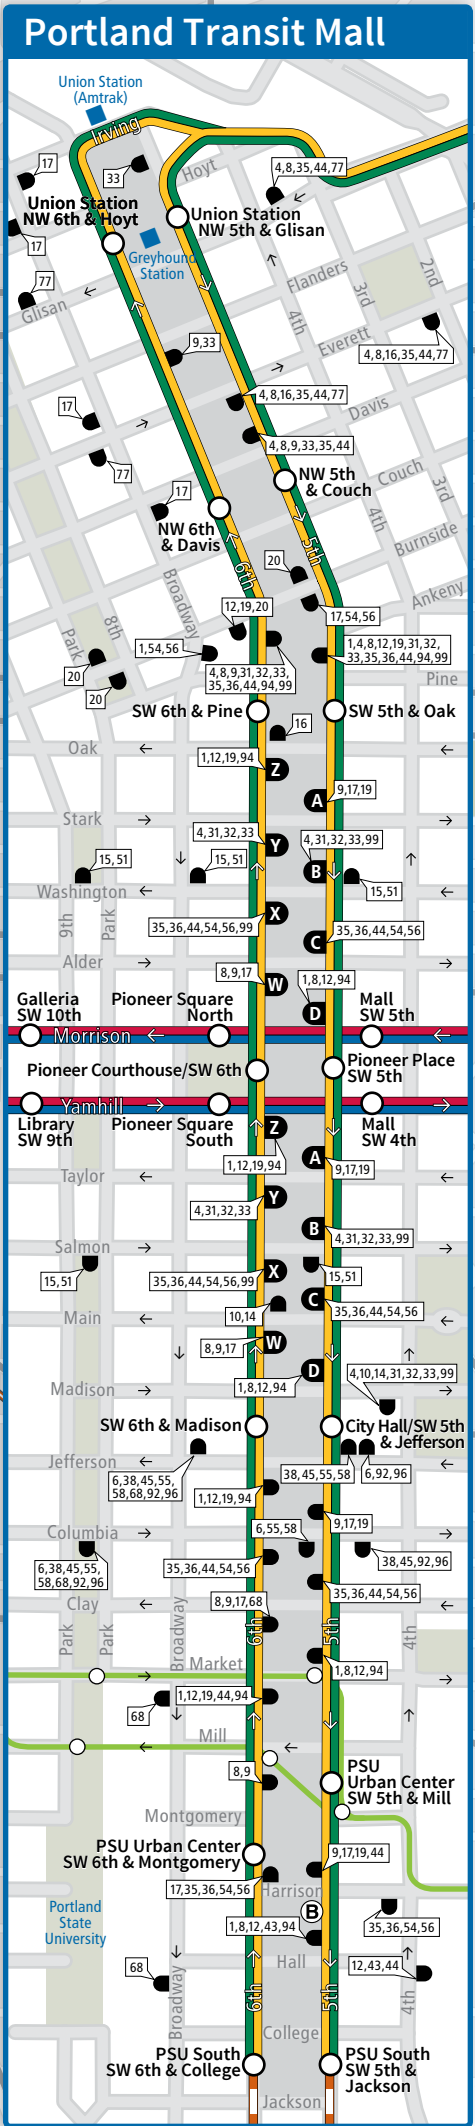 Portland Transit Mall
Union Station
(Amtrak)
Irving
17
33
Hoyt
4,8,35,44,77
Union Station
NW 6th & Hoyt
Union Station
NW 5th & Glisan
17
Greyhound
Station
77
Glisan
Flanders
4th
3rd
2nd
9,33
Everett
4,8,16,35,44,77
4,8,16,35,44,77
17
Davis
4,8,9,33,35,44
77
NW 5th
& Couch
Couch
17
3rd
NW 6th
& Davis
4th
Burnside
5th
6th
20
Broadway
Ankeny
12,19,20
17,54,56
8th
Park
1,54,56
1,4,8,12,19,31,32,
33,35,36,44,94,99
20
4,8,9,31,32,33,
35,36,44,94,99
20
Pine
SW 6th & Pine
SW 5th & Oak
16
Oak
1,12,19,94
Z
9,17,19
A
Stark
4,31,32,33
Y
4,31,32,33,99
B
15,51
15,51
15,51
Washington
X
9th
Park
35,36,44,54,56,99
C
35,36,44,54,56
Alder
8,9,17
W
1,8,12,94
D
Galleria
SW 10th
Pioneer Square
North
Mall
SW 5th
Morrison
Pioneer Courthouse/SW 6th
Pioneer Place
SW 5th
Yamhill
Library
SW 9th
Pioneer Square
South
Mall
SW 4th
Z
1,12,19,94
A
9,17,19
Taylor
Y
4,31,32,33
B
4,31,32,33,99
Salmon
15,51
35,36,44,54,56,99
X
15,51
10,14
C
35,36,44,54,56
Main
8,9,17
W
4,10,14,31,32,33,99
1,8,12,94
D
Madison
SW 6th & Madison
City Hall/SW 5th
& Jefferson
Jefferson
6,38,45,55,
58,68,92,96
38,45,55,58
6,92,96
1,12,19,94
9,17,19
6,55,58
Columbia
6,38,45,55,
58,68,92,96
35,36,44,54,56
38,45,92,96
35,36,44,54,56
Clay
8,9,17,68
Park
Park
Broadway
6th
5th
4th
Market
1,8,12,94
1,12,19,44,94
68
Mill
8,9
PSU
Urban Center
SW 5th & Mill
Montgomery
PSU Urban Center
SW 6th & Montgomery
9,17,19,44
17,35,36,54,56
Harrison
Portland
State
University
B
1,8,12,43,94
35,36,54,56
Hall
68
12,43,44
Broadway
6th
5th
4th
College
PSU South
SW 6th & College
PSU South
SW 5th &
Jackson
Jackson